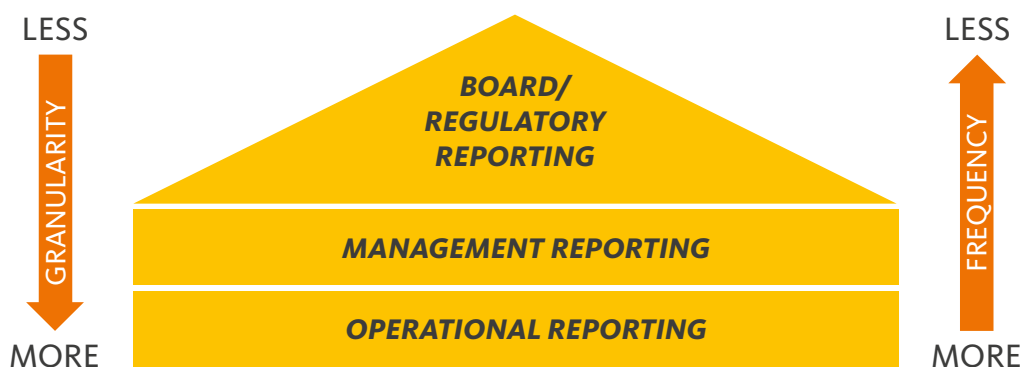 LESS
GRANULARITY
MORE
BOARD/
REGULATORY
REPORTING
MANAGEMENT REPORTING
OPERATIONAL REPORTING
LESS
FREQUENCY
MORE